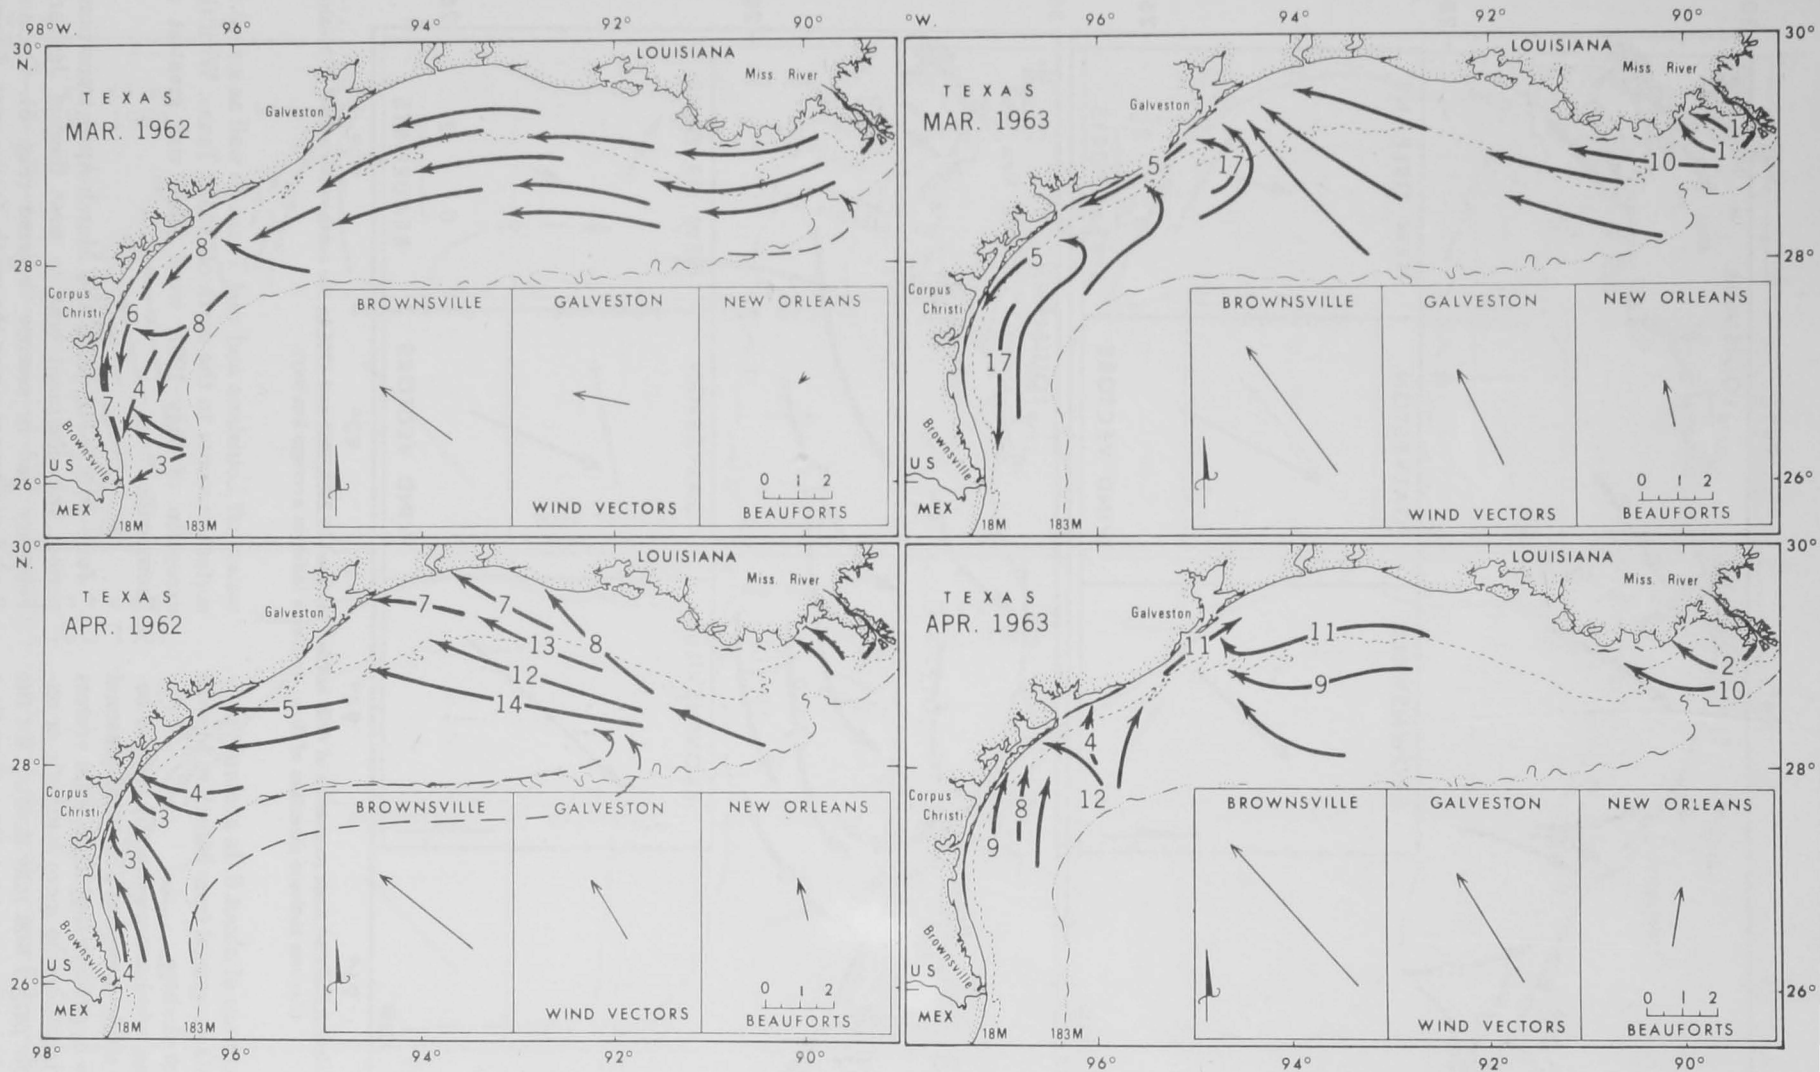 98°W. 96° 94° 92° 90°
30° N.
TEXAS
MAR. 1962
LOUISIANA
Miss. River
Galveston
28°
Corpus Christi
Brownsville
26°
US
MEX
18M 183M
8
6
8
4
7
3
BROWNSVILLE GALVESTON NEW ORLEANS
WIND VECTORS
0 1 2
BEAUFORTS
°W. 96° 94° 92° 90°
30°
TEXAS
MAR. 1963
LOUISIANA
Miss. River
Galveston
28°
Brownsville
Corpus Christi
26°
US
MEX
18M 183M
5
17
10
1
1
5
17
BROWNSVILLE GALVESTON NEW ORLEANS
WIND VECTORS
0 1 2
BEAUFORTS
30° N.
TEXAS
APR. 1962
LOUISIANA
Miss. River
Galveston
28°
Corpus Christi
Brownsville
26°
US
MEX
18M 183M
7 7
13 8
12
14
5
4
3
3
4
BROWNSVILLE GALVESTON NEW ORLEANS
WIND VECTORS
0 1 2
BEAUFORTS
98° 96° 94° 92° 90°
30°
TEXAS
APR. 1963
LOUISIANA
Miss. River
Galveston
28°
Corpus Christi
Brownsville
26°
US
MEX
18M 183M
11 11
2
9 10
4
12
8
9
BROWNSVILLE GALVESTON NEW ORLEANS
WIND VECTORS
0 1 2
BEAUFORTS
96° 94° 92° 90°